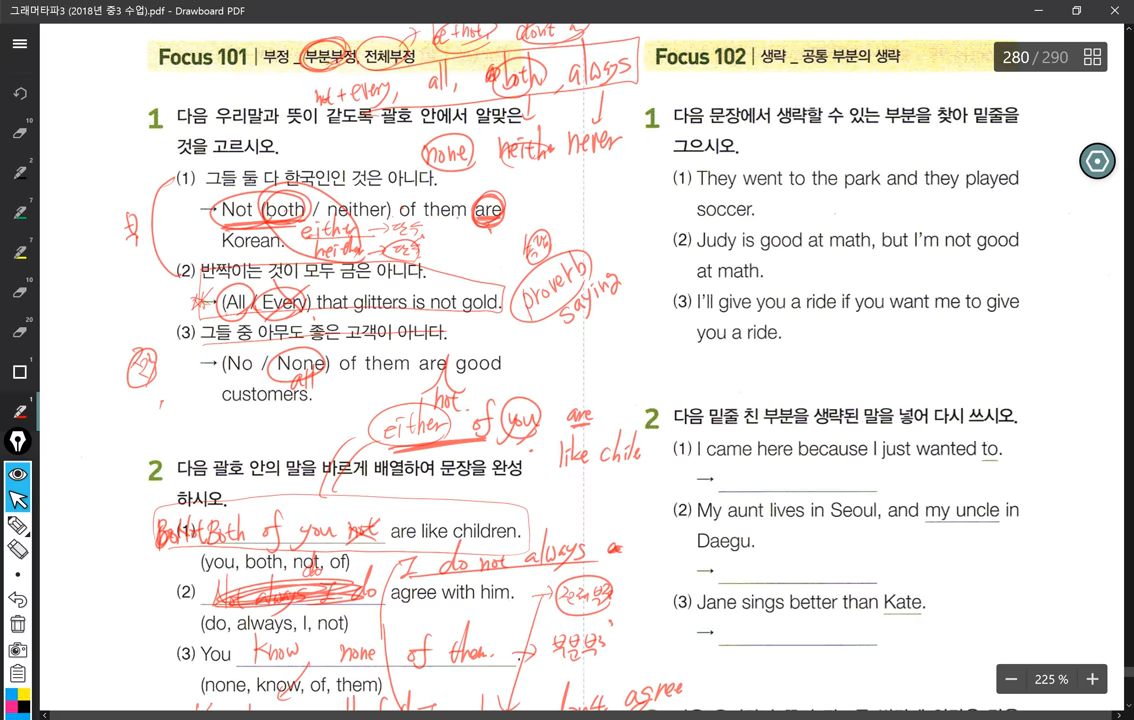 그래머타파3 (2018년 중3 수업).pdf - Drawboard PDF
280 / 290
Focus 101 | 부정 _ 부분부정, 전체부정
not + every, all, both, always
none neither never
1 다음 우리말과 뜻이 같도록 괄호 안에서 알맞은
것을 고르시오.
(1) 그들 둘 다 한국인인 것은 아니다.
→ Not (both / neither) of them are
Korean.
either → 단수
neither → 단수
(2) 반짝이는 것이 모두 금은 아니다.
→ (All / Every) that glitters is not gold.
proverb
saying
(3) 그들 중 아무도 좋은 고객이 아니다.
→ (No / None) of them are good
all
not
customers.
either of you are
like chile
2 다음 괄호 안의 말을 바르게 배열하여 문장을 완성
하시오.
(1) Not Both of you not are like children.
(you, both, not, of)
I do not always a
(2) Not always I do agree with him.
(do, always, I, not)
(3) You know none of them. →
(none, know, of, them)
agree
Focus 102 | 생략 _ 공통 부분의 생략
1 다음 문장에서 생략할 수 있는 부분을 찾아 밑줄을
그으시오.
(1) They went to the park and they played
soccer.
(2) Judy is good at math, but I'm not good
at math.
(3) I'll give you a ride if you want me to give
you a ride.
2 다음 밑줄 친 부분을 생략된 말을 넣어 다시 쓰시오.
(1) I came here because I just wanted to.
→
(2) My aunt lives in Seoul, and my uncle in
Daegu.
→
(3) Jane sings better than Kate.
→
225 %